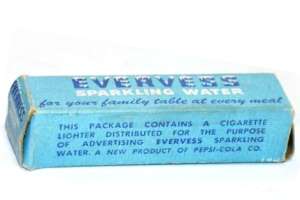 EVERVESS
SPARKLING WATER
for your family table at every meal
THIS PACKAGE CONTAINS A CIGARETTE
LIGHTER DISTRIBUTED FOR THE PURPOSE
OF ADVERTISING EVERVESS SPARKLING
WATER. A NEW PRODUCT OF PEPSI-COLA CO.